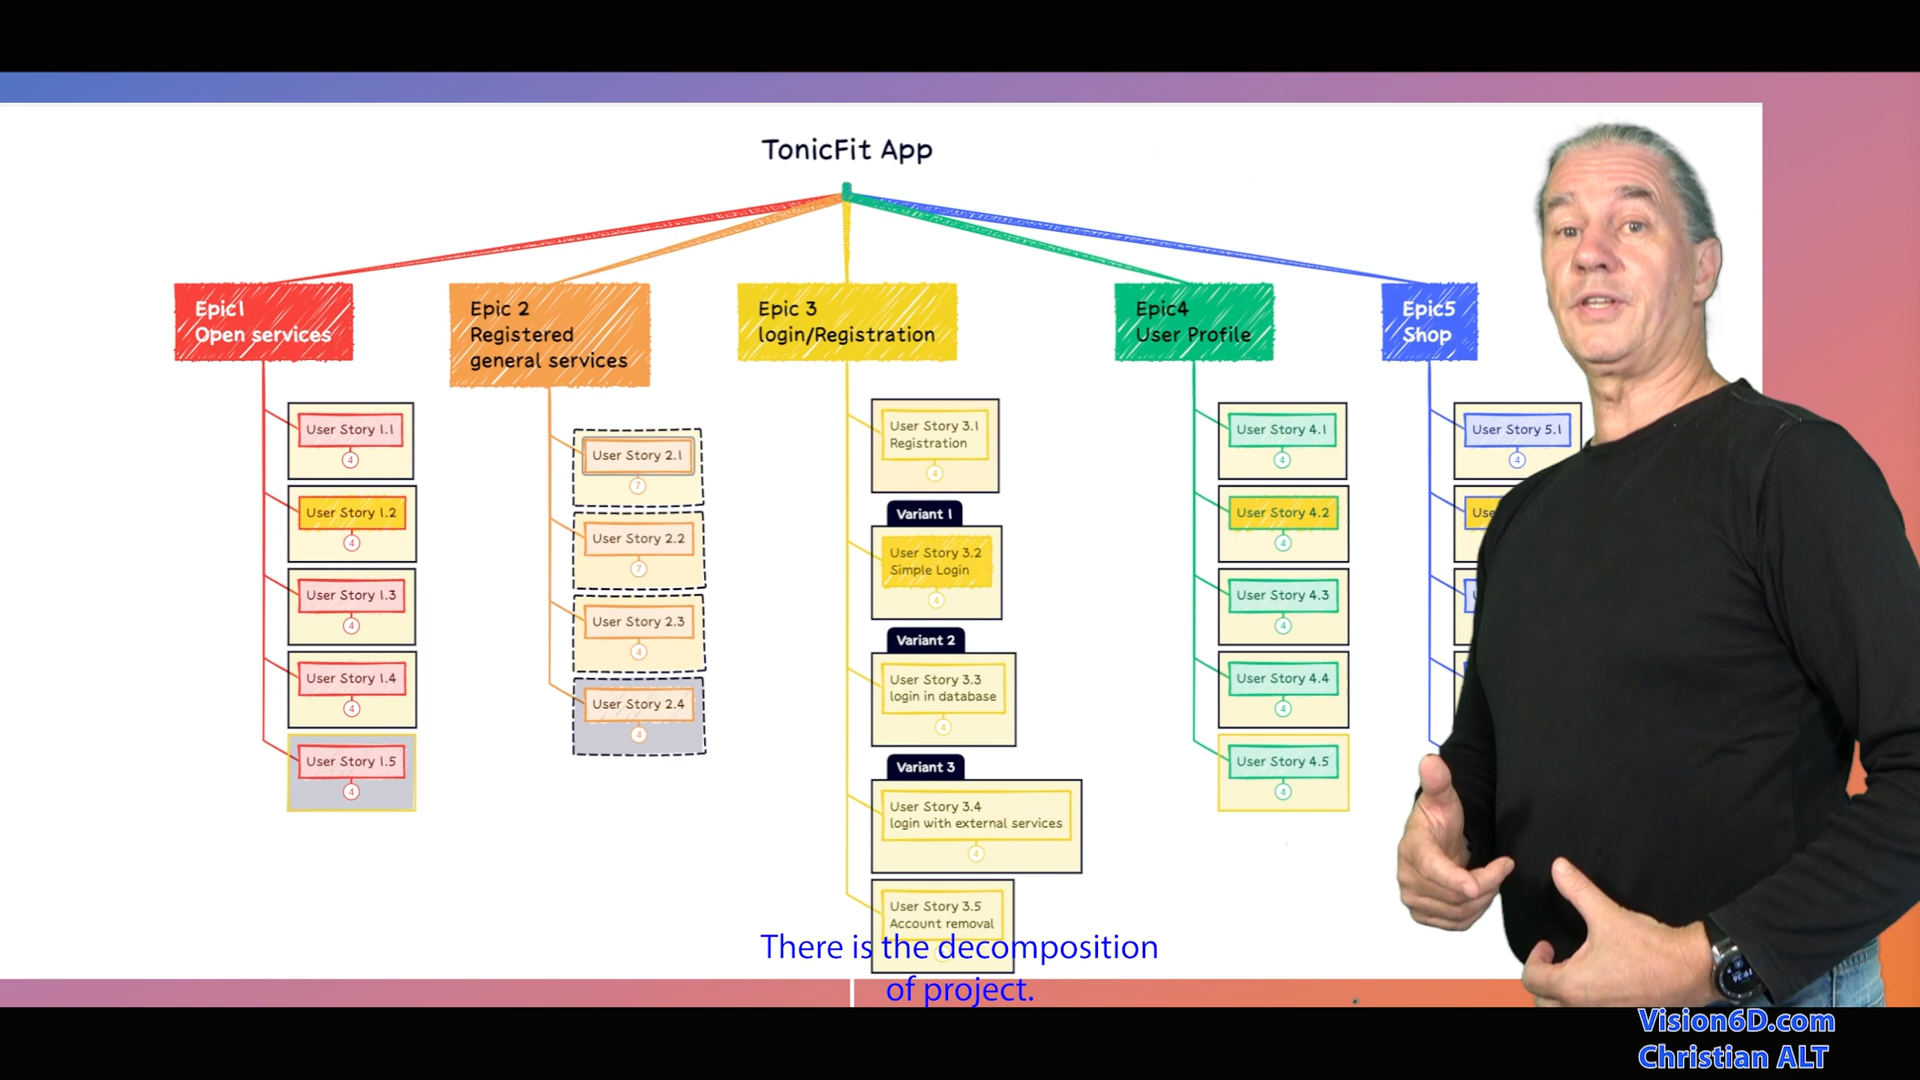 TonicFit App
Epic1
Open services
User Story 1.1
4
User Story 1.2
4
User Story 1.3
4
User Story 1.4
4
User Story 1.5
4
Epic 2
Registered
general services
User Story 2.1
7
User Story 2.2
7
User Story 2.3
4
User Story 2.4
4
Epic 3
login/Registration
User Story 3.1
Registration
4
Variant 1
User Story 3.2
Simple Login
4
Variant 2
User Story 3.3
login in database
4
Variant 3
User Story 3.4
login with external services
4
User Story 3.5
Account removal
Epic4
User Profile
User Story 4.1
4
User Story 4.2
4
User Story 4.3
4
User Story 4.4
4
User Story 4.5
4
Epic5
Shop
User Story 5.1
4
There is the decomposition
of project.
Vision6D.com
Christian ALT